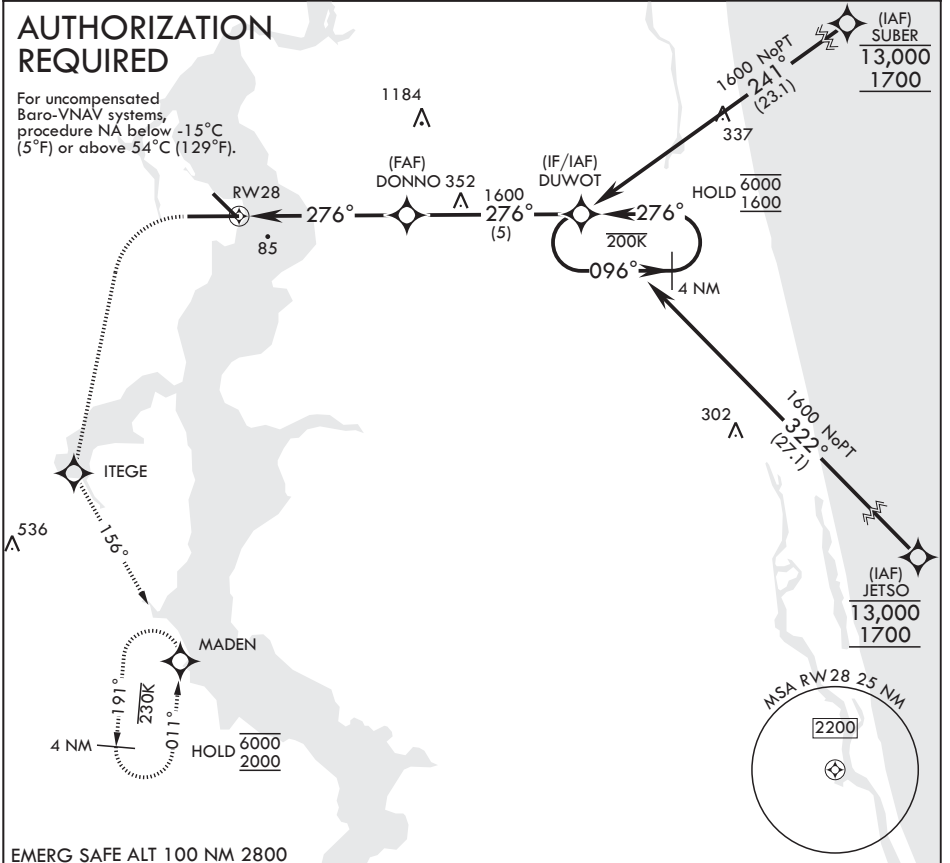 AUTHORIZATION
REQUIRED
For uncompensated
Baro-VNAV systems,
procedure NA below -15°C
(5°F) or above 54°C (129°F).
(IAF)
SUBER
13,000
1700
1600 NoPT
241°
(23.1)
337
1184
(FAF)
DONNO
352
(IF/IAF)
DUWOT
HOLD 6000
1600
RW28
276°
1600
276°
(5)
276°
200K
85
096°
4 NM
1600 NoPT
322°
(27.1)
302
ITEGE
536
156°
(IAF)
JETSO
13,000
1700
MADEN
191°
230K
011°
4 NM
HOLD 6000
2000
MSA RW28 25 NM
2200
EMERG SAFE ALT 100 NM 2800